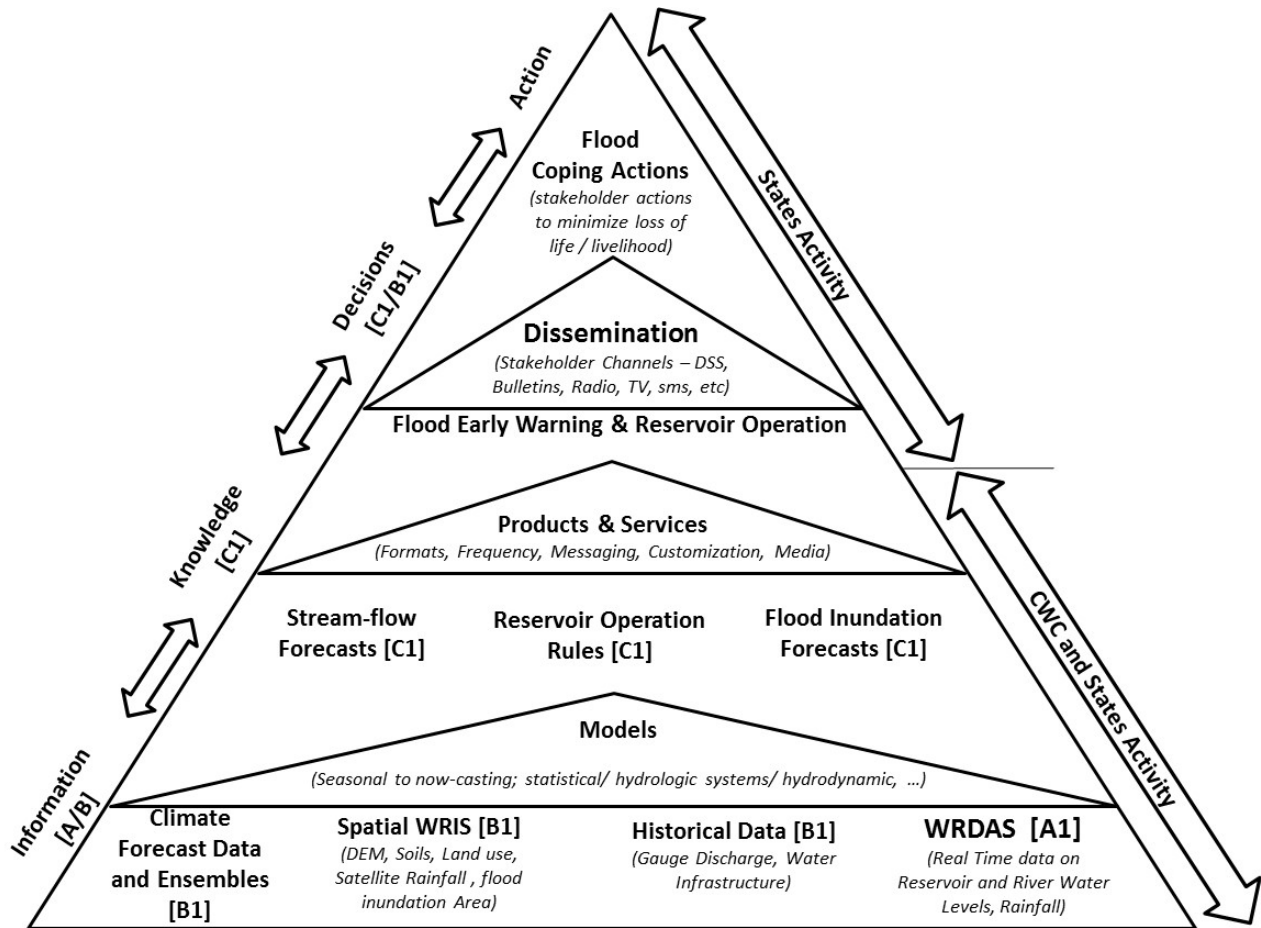 Action
Flood
Coping Actions
(stakeholder actions
to minimize loss of
life / livelihood)
States Activity
Decisions
[C1/B1]
Dissemination
(Stakeholder Channels – DSS,
Bulletins, Radio, TV, sms, etc)
Flood Early Warning & Reservoir Operation
Knowledge
[C1]
Products & Services
(Formats, Frequency, Messaging, Customization, Media)
Stream-flow
Forecasts [C1]
Reservoir Operation
Rules [C1]
Flood Inundation
Forecasts [C1]
CWC and States Activity
Models
(Seasonal to now-casting; statistical/ hydrologic systems/ hydrodynamic, ...)
Information
[A/B]
Climate
Forecast Data
and Ensembles
[B1]
Spatial WRIS [B1]
(DEM, Soils, Land use,
Satellite Rainfall , flood
inundation Area)
Historical Data [B1]
(Gauge Discharge, Water
Infrastructure)
WRDAS [A1]
(Real Time data on
Reservoir and River Water
Levels, Rainfall)